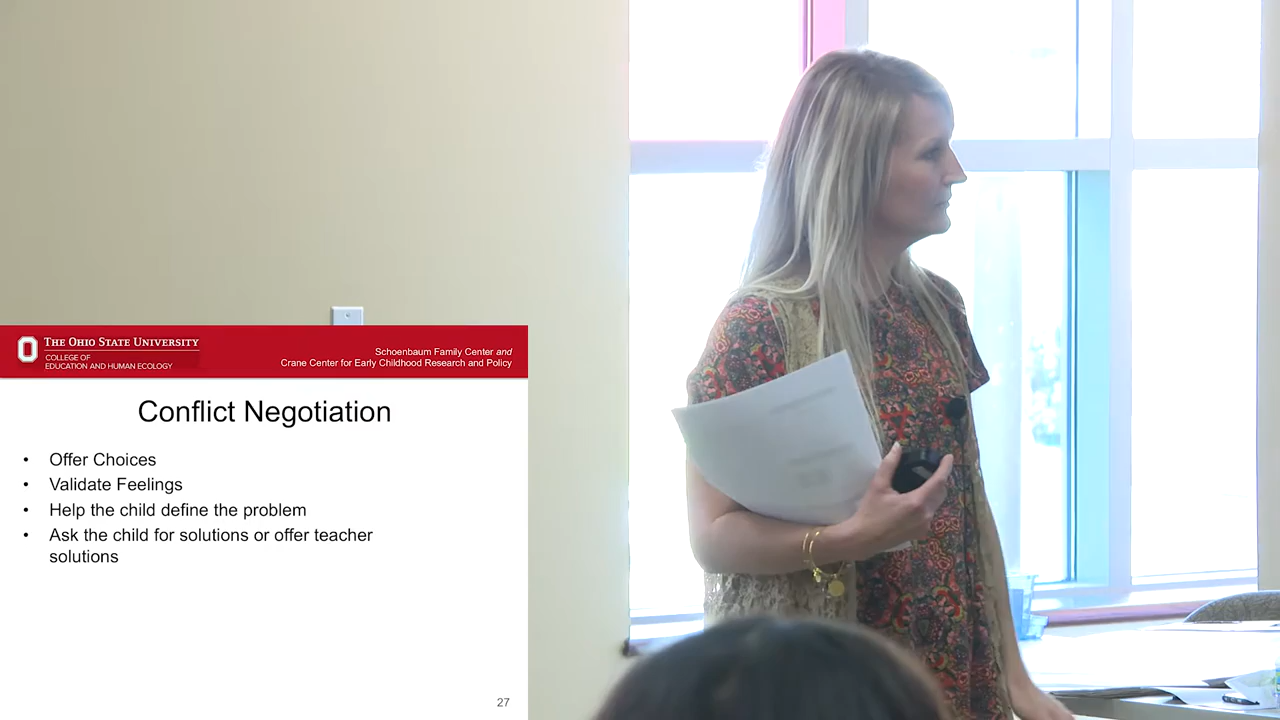 THE OHIO STATE UNIVERSITY
COLLEGE OF
EDUCATION AND HUMAN ECOLOGY
Schoenbaum Family Center and
Crane Center for Early Childhood Research and Policy
Conflict Negotiation
• Offer Choices
• Validate Feelings
• Help the child define the problem
• Ask the child for solutions or offer teacher
solutions
27